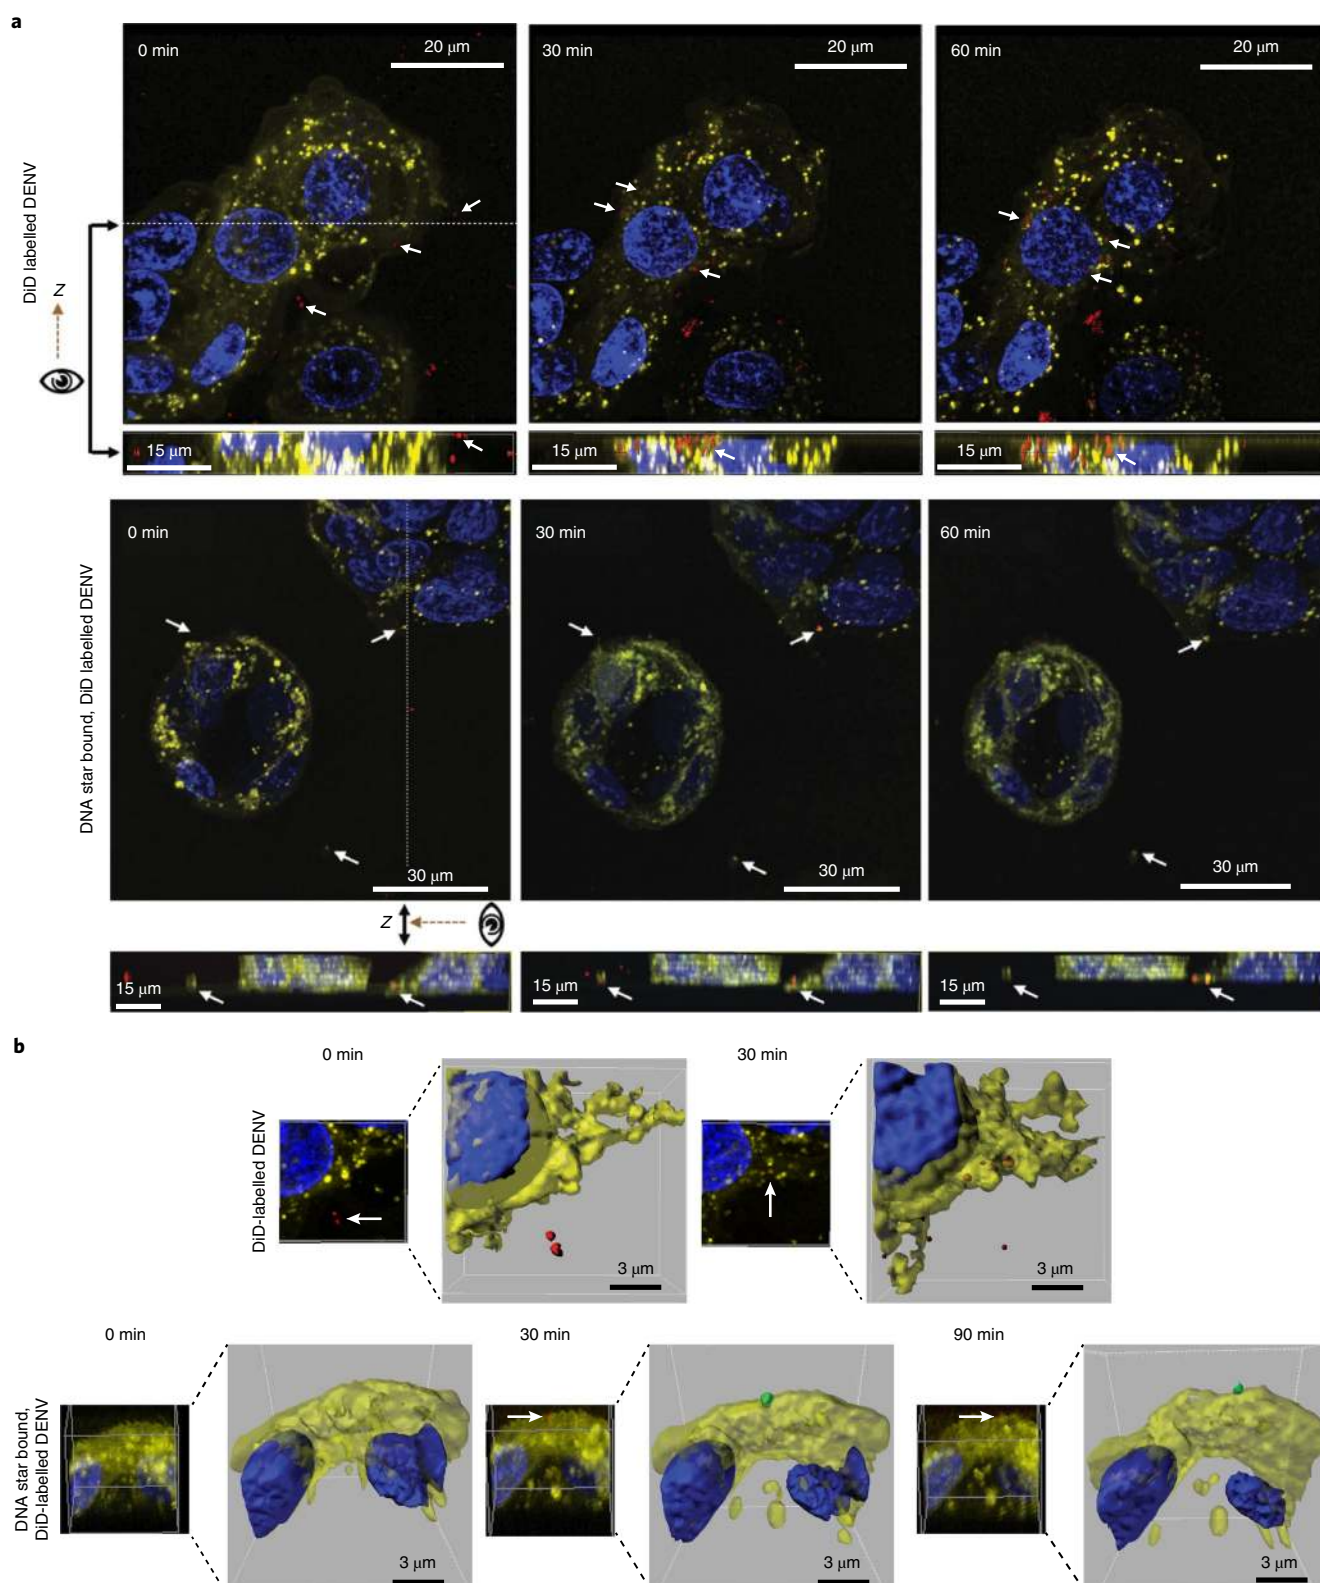 a
0 min
20 µm
30 min
20 µm
60 min
20 µm
DiD labelled DENV
Z
15 µm
15 µm
15 µm
DNA star bound, DiD labelled DENV
0 min
30 min
60 min
30 µm
30 µm
30 µm
Z
15 µm
15 µm
15 µm
b
0 min
30 min
DiD-labelled DENV
3 µm
3 µm
0 min
30 min
90 min
DNA star bound,
DiD-labelled DENV
3 µm
3 µm
3 µm